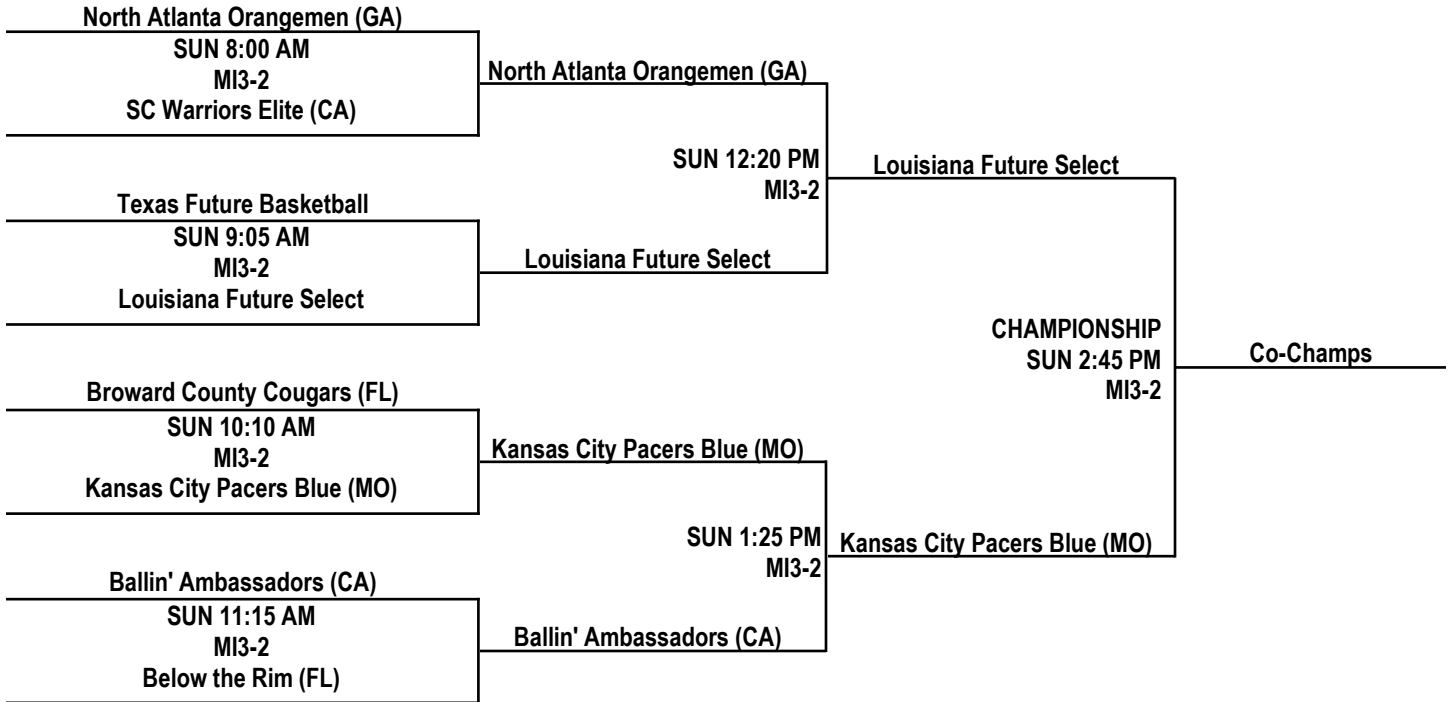 North Atlanta Orangemen (GA)
SUN 8:00 AM
MI3-2
SC Warriors Elite (CA)
Texas Future Basketball
SUN 9:05 AM
MI3-2
Louisiana Future Select
Broward County Cougars (FL)
SUN 10:10 AM
MI3-2
Kansas City Pacers Blue (MO)
Ballin' Ambassadors (CA)
SUN 11:15 AM
MI3-2
Below the Rim (FL)
North Atlanta Orangemen (GA)
SUN 12:20 PM
MI3-2
Louisiana Future Select
Kansas City Pacers Blue (MO)
SUN 1:25 PM
MI3-2
Ballin' Ambassadors (CA)
Louisiana Future Select
CHAMPIONSHIP
SUN 2:45 PM
MI3-2
Kansas City Pacers Blue (MO)
Co-Champs